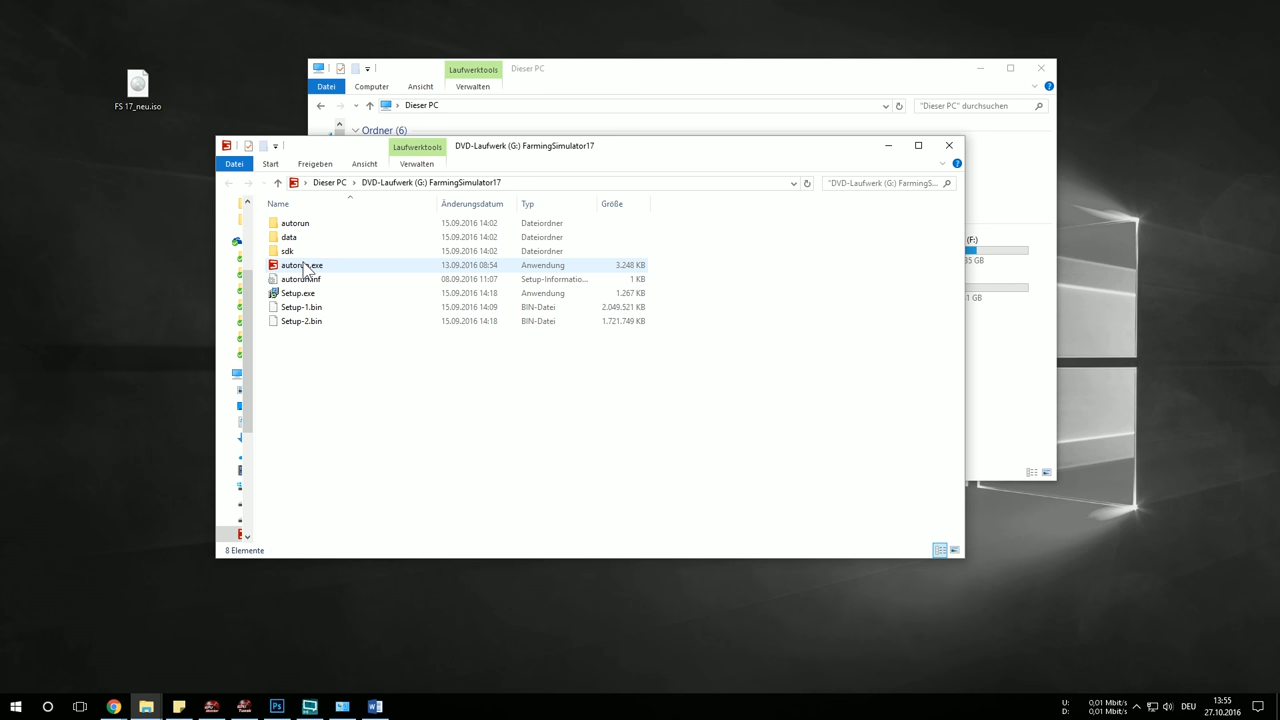 FS 17_neu.iso
Laufwerktools
Dieser PC
Datei
Computer
Ansicht
Verwalten
Dieser PC
"Dieser PC" durchsuchen
Ordner (6)
Laufwerktools
DVD-Laufwerk (G:) FarmingSimulator17
Datei
Start
Freigeben
Ansicht
Verwalten
Dieser PC
DVD-Laufwerk (G:) FarmingSimulator17
"DVD-Laufwerk (G:) FarmingS...
Name
Änderungsdatum
Typ
Größe
autorun 15.09.2016 14:02 Dateiordner
data 15.09.2016 14:02 Dateiordner
sdk 15.09.2016 14:02 Dateiordner
autorun.exe 13.09.2016 08:54 Anwendung 3.248 KB
autorun.inf 08.09.2016 11:07 Setup-Informatio... 1 KB
Setup.exe 15.09.2016 14:18 Anwendung 1.267 KB
Setup-1.bin 15.09.2016 14:09 BIN-Datei 2.049.521 KB
Setup-2.bin 15.09.2016 14:18 BIN-Datei 1.721.749 KB
(F:)
GB
1 GB
8 Elemente
U: 0,01 Mbit/s
D: 0,01 Mbit/s
DEU
13:55
27.10.2016